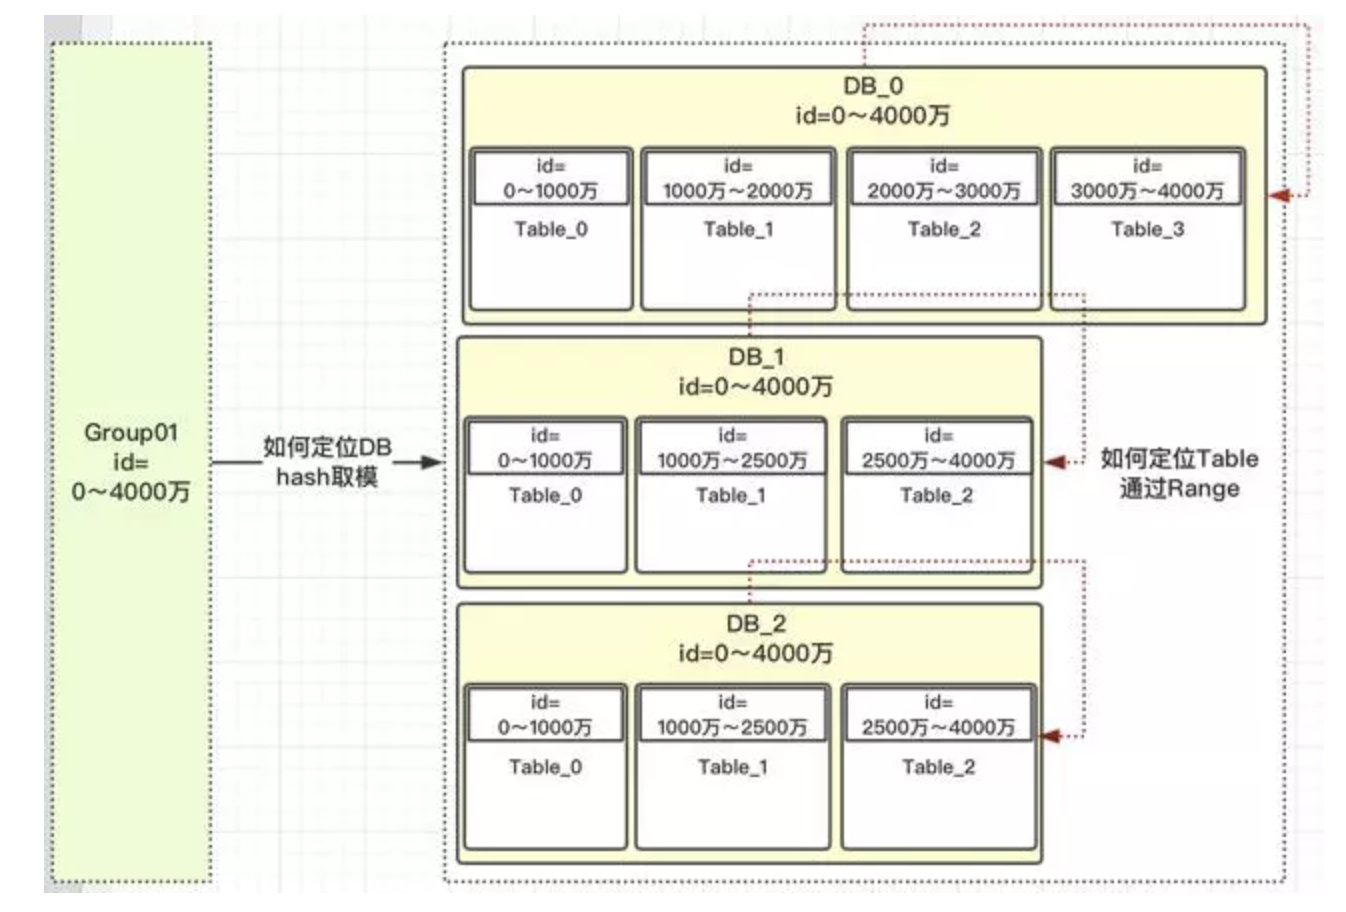 Group01
id=
0～4000万
如何定位DB
hash取模
DB_0
id=0～4000万
id=
0～1000万
Table_0
id=
1000万～2000万
Table_1
id=
2000万～3000万
Table_2
id=
3000万～4000万
Table_3
DB_1
id=0～4000万
id=
0～1000万
Table_0
id=
1000万～2500万
Table_1
id=
2500万～4000万
Table_2
如何定位Table
通过Range
DB_2
id=0～4000万
id=
0～1000万
Table_0
id=
1000万～2500万
Table_1
id=
2500万～4000万
Table_2